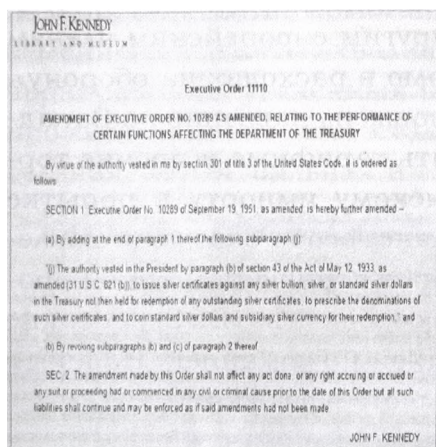 JOHN F. KENNEDY
LIBRARY AND MUSEUM
Executive Order 11110
AMENDMENT OF EXECUTIVE ORDER NO. 10289 AS AMENDED, RELATING TO THE PERFORMANCE OF
CERTAIN FUNCTIONS AFFECTING THE DEPARTMENT OF THE TREASURY
By virtue of the authority vested in me by section 301 of title 3 of the United States Code, it is ordered as
follows
SECTION 1. Executive Order No. 10289 of September 19, 1951, as amended, is hereby further amended --
(a) By adding at the end of paragraph 1 thereof the following subparagraph (j):
"(j) The authority vested in the President by paragraph (b) of section 43 of the Act of May 12, 1933, as
amended (31 U.S.C. 821 (b)), to issue silver certificates against any silver bullion, silver, or standard silver dollars
in the Treasury not then held for redemption of any outstanding silver certificates, to prescribe the denominations of
such silver certificates, and to coin standard silver dollars and subsidiary silver currency for their redemption," and
(b) By revoking subparagraphs (b) and (c) of paragraph 2 thereof
SEC. 2. The amendment made by this Order shall not affect any act done, or any right accruing or accrued or
any suit or proceeding had or commenced in any civil or criminal cause prior to the date of this Order but all such
liabilities shall continue and may be enforced as if said amendments had not been made
JOHN F. KENNEDY